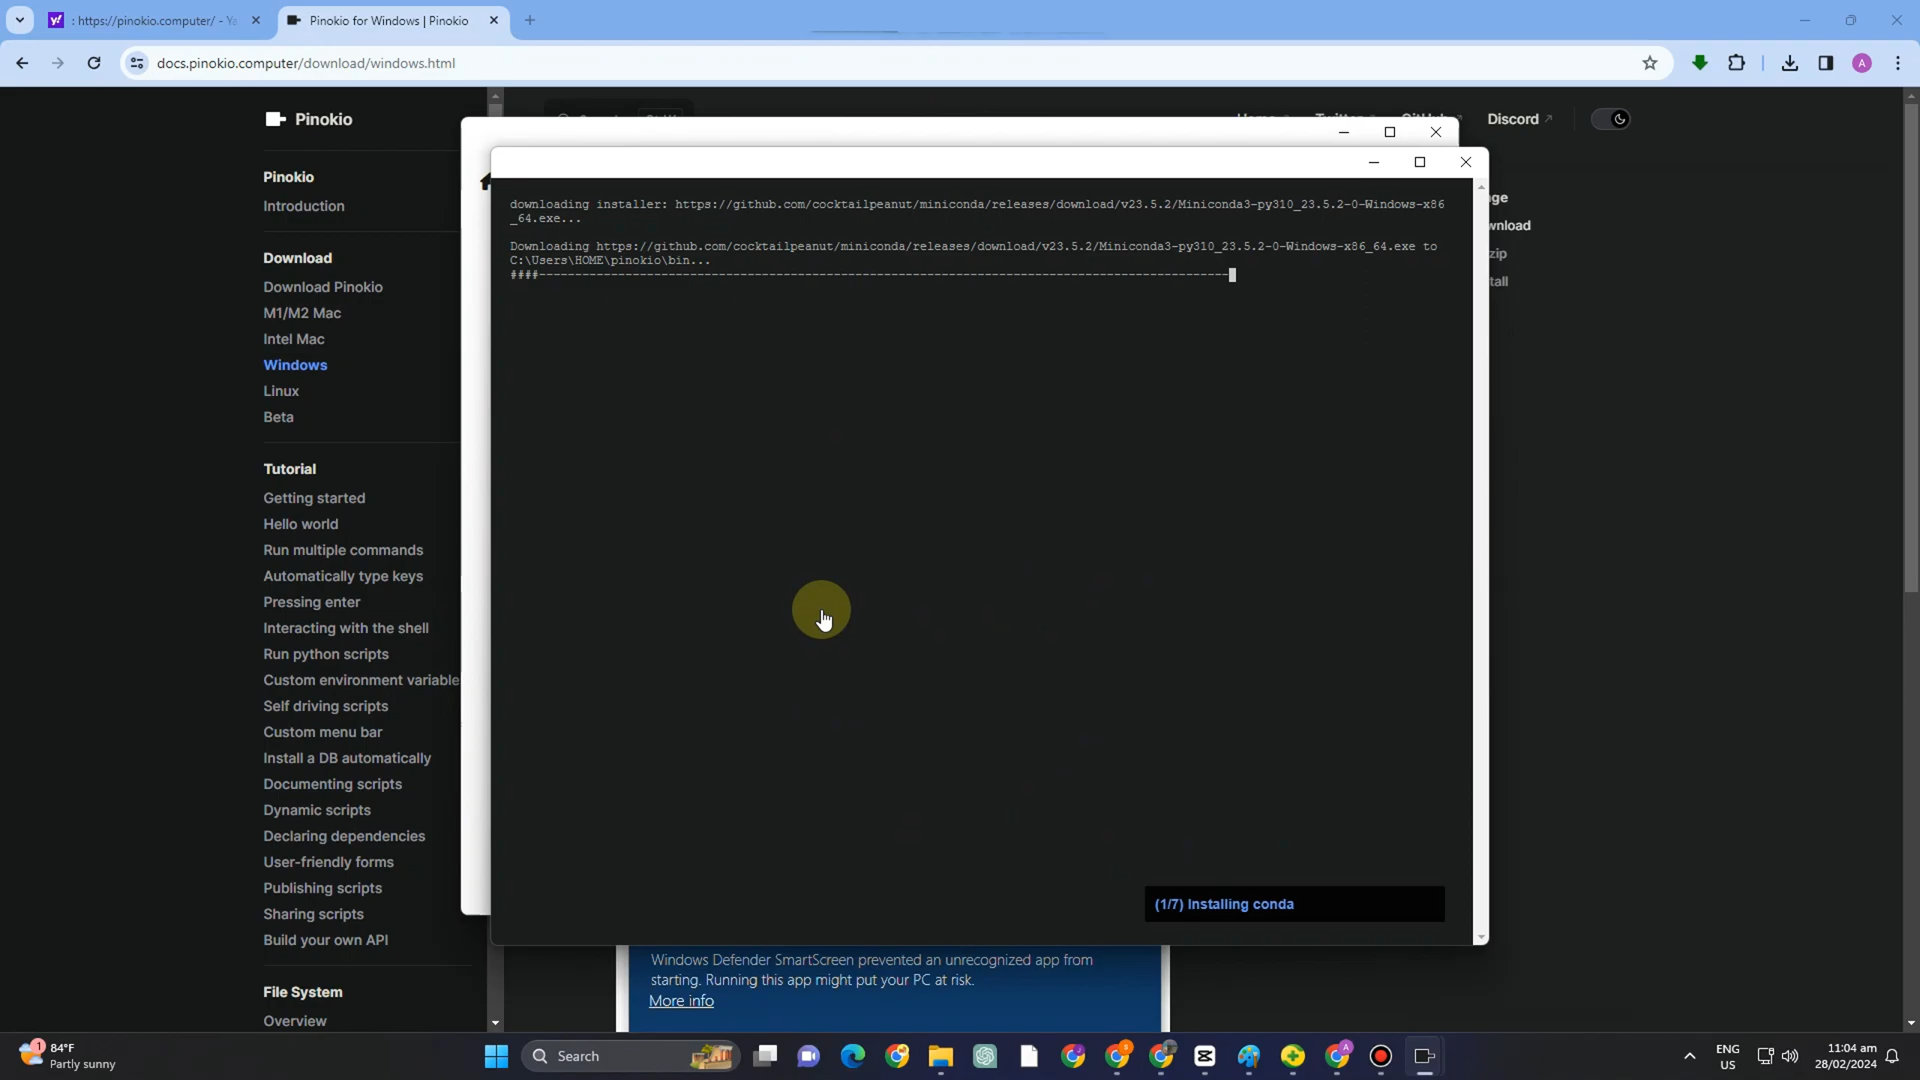 : https://pinokio.computer/ - Ya
Pinokio for Windows | Pinokio
docs.pinokio.computer/download/windows.html
A
Pinokio
Discord
Pinokio
Introduction
Download
Download Pinokio
M1/M2 Mac
Intel Mac
Windows
Linux
Beta
Tutorial
Getting started
Hello world
Run multiple commands
Automatically type keys
Pressing enter
Interacting with the shell
Run python scripts
Custom environment variable
Self driving scripts
Custom menu bar
Install a DB automatically
Documenting scripts
Dynamic scripts
Declaring dependencies
User-friendly forms
Publishing scripts
Sharing scripts
Build your own API
File System
Overview
downloading installer: https://github.com/cocktailpeanut/miniconda/releases/download/v23.5.2/Miniconda3-py310_23.5.2-0-Windows-x86
_64.exe...
Downloading https://github.com/cocktailpeanut/miniconda/releases/download/v23.5.2/Miniconda3-py310_23.5.2-0-Windows-x86_64.exe to
C:\Users\HOME\pinokio\bin...
(1/7) Installing conda
ge
wnload
zip
tall
Windows Defender SmartScreen prevented an unrecognized app from
starting. Running this app might put your PC at risk.
More info
1
84°F
Partly sunny
Search
ENG
US
11:04 am
28/02/2024